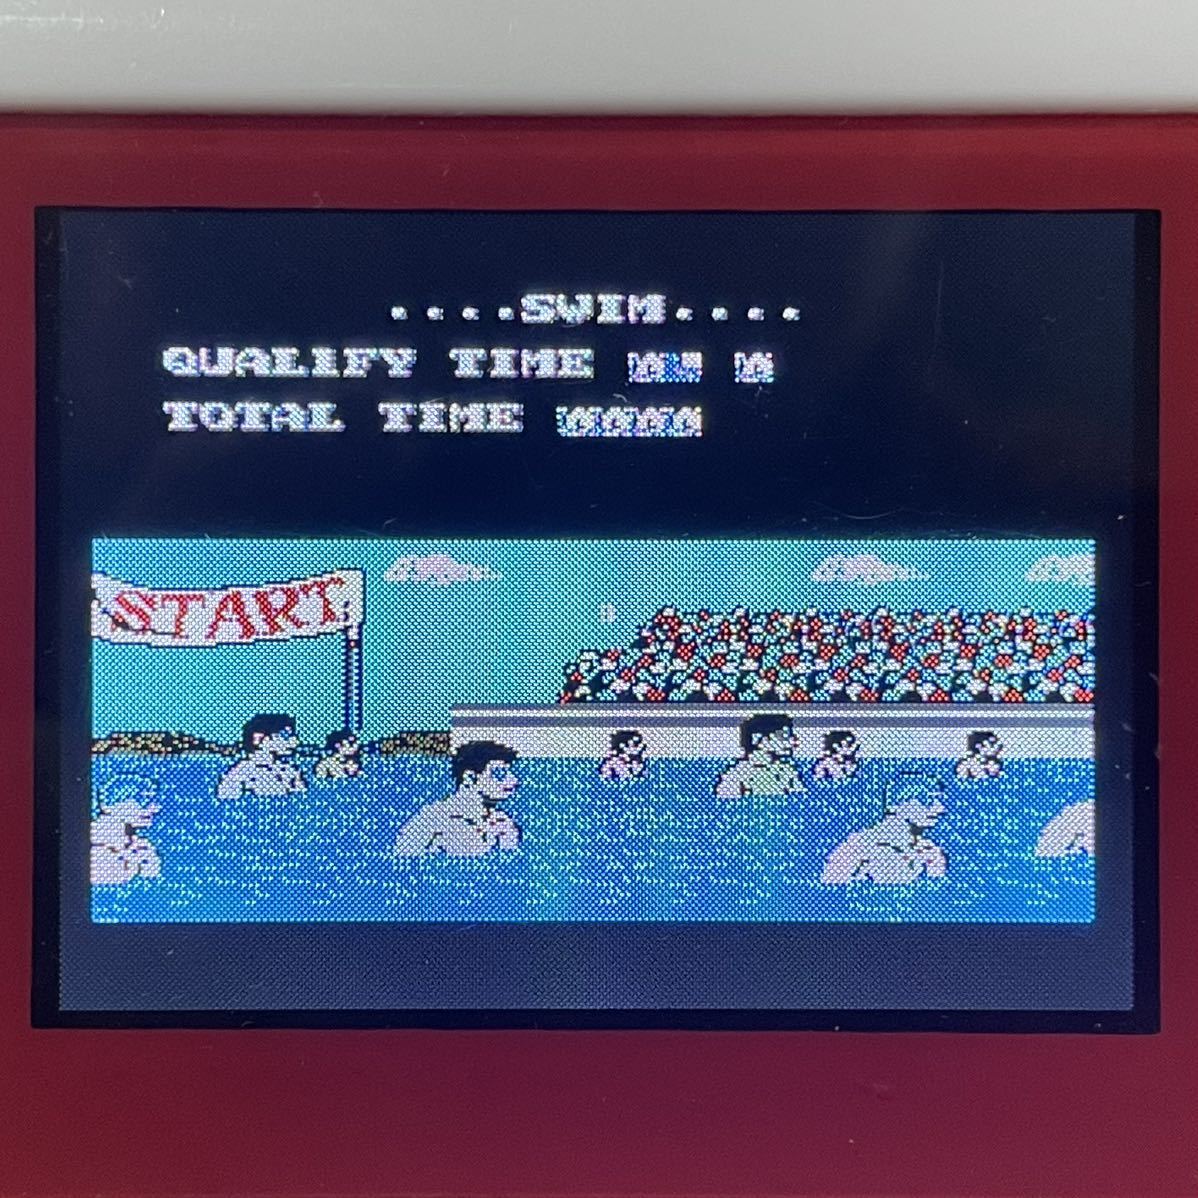 ....SWIM....
QUALIFY TIME
TOTAL TIME
START